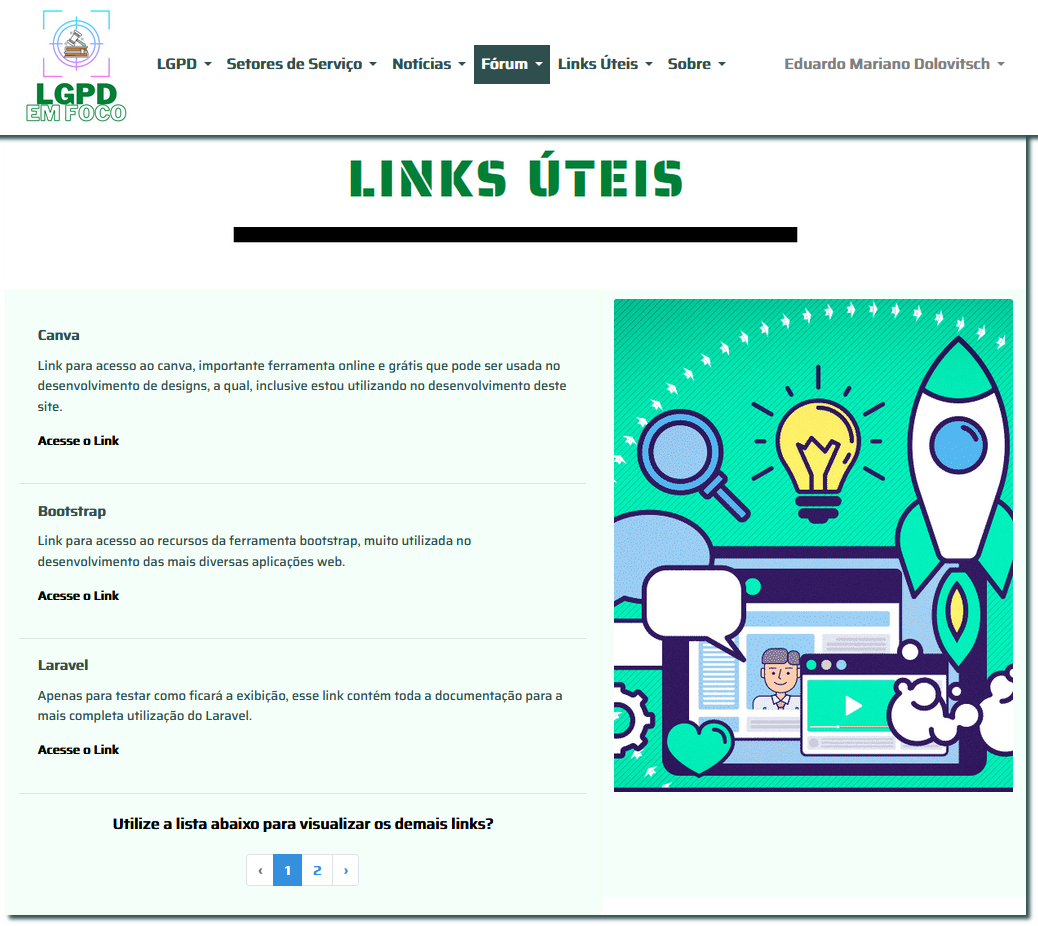 LGPD
EM FOCO
LGPD
Setores de Serviço
Notícias
Fórum
Links Úteis
Sobre
Eduardo Mariano Dolovitsch
LINKS ÚTEIS
Canva
Link para acesso ao canva, importante ferramenta online e grátis que pode ser usada no
desenvolvimento de designs, a qual, inclusive estou utilizando no desenvolvimento deste
site.
Acesse o Link
Bootstrap
Link para acesso ao recursos da ferramenta bootstrap, muito utilizada no
desenvolvimento das mais diversas aplicações web.
Acesse o Link
Laravel
Apenas para testar como ficará a exibição, esse link contém toda a documentação para a
mais completa utilização do Laravel.
Acesse o Link
Utilize a lista abaixo para visualizar os demais links?
‹ 1 2 ›